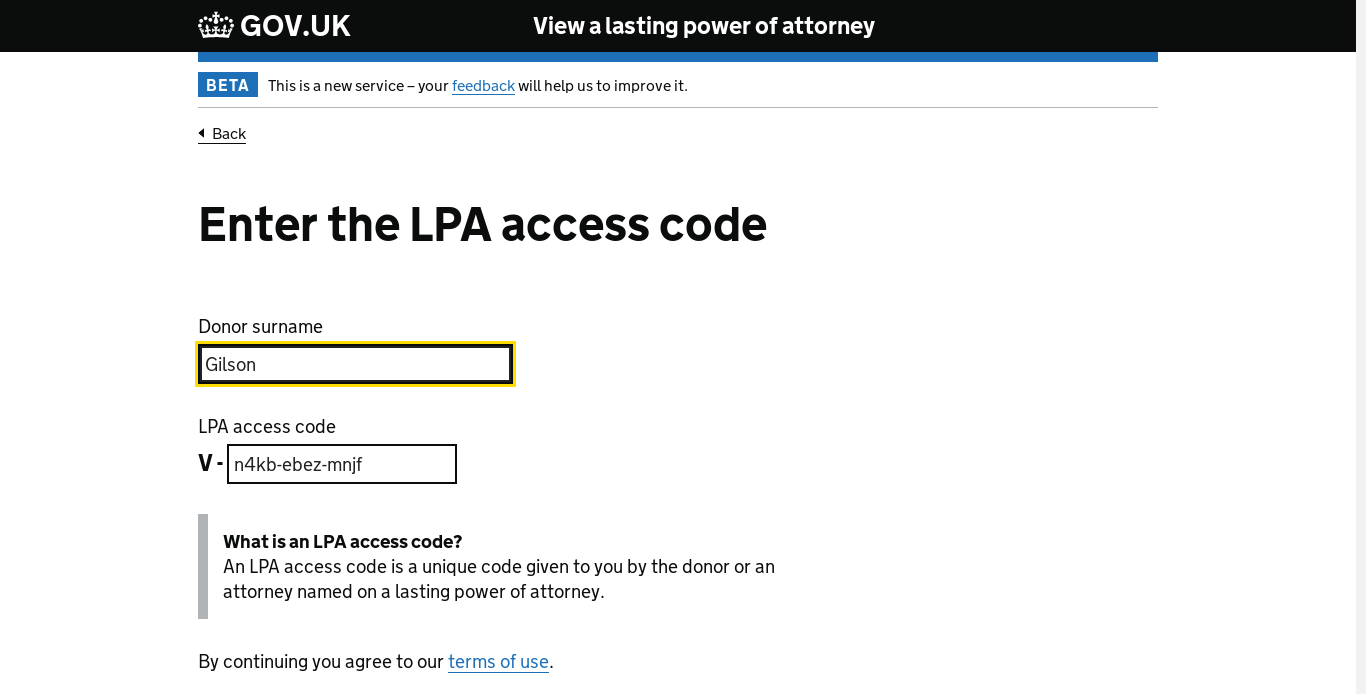 GOV.UK
View a lasting power of attorney
BETA
This is a new service – your feedback will help us to improve it.
Back
Enter the LPA access code
Donor surname
Gilson
LPA access code
V -
n4kb-ebez-mnjf
What is an LPA access code?
An LPA access code is a unique code given to you by the donor or an
attorney named on a lasting power of attorney.
By continuing you agree to our terms of use.